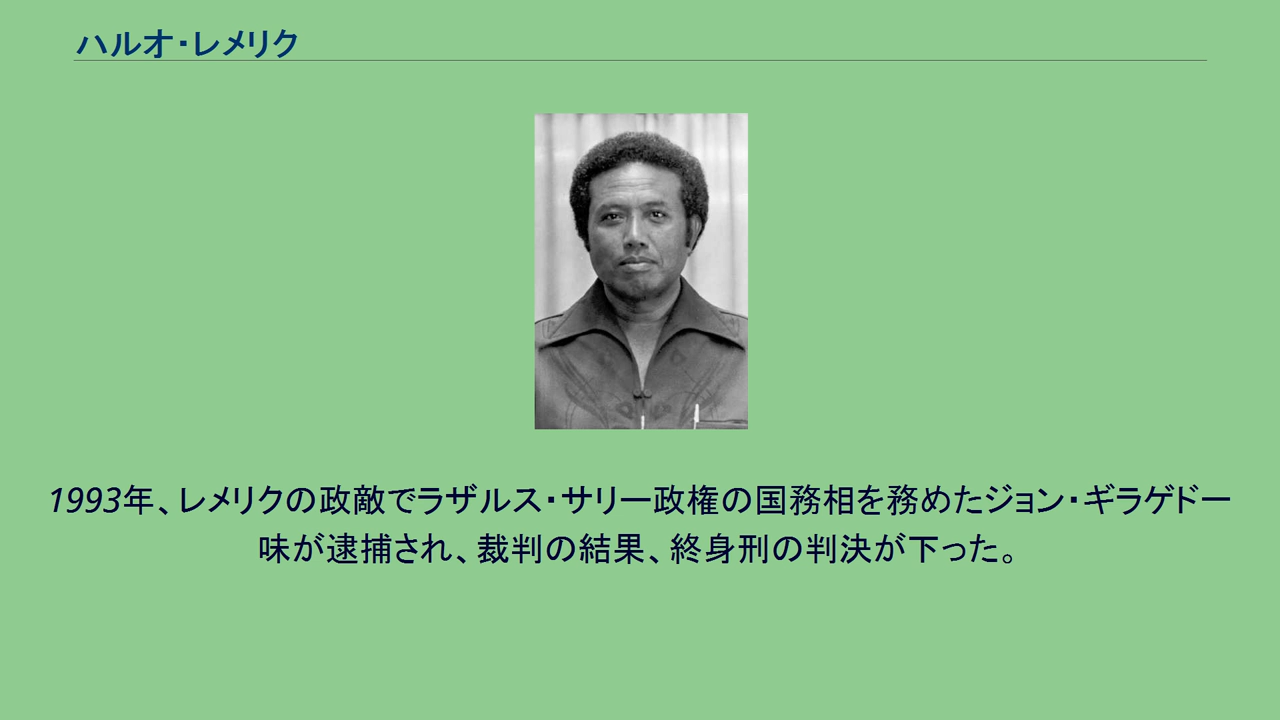 ハルオ・レメリク
1993年、レメリクの政敵でラザルス・サリー政権の国務相を務めたジョン・ギラゲドー
味が逮捕され、裁判の結果、終身刑の判決が下った。